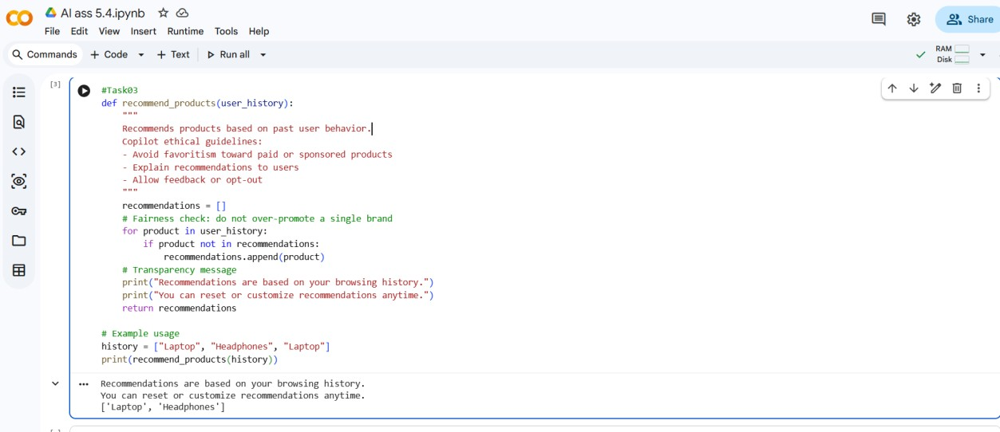 AI ass 5.4.ipynb
Share
File Edit View Insert Runtime Tools Help
Commands + Code + Text Run all
RAM
Disk
[3]
#Task03
def recommend_products(user_history):
    """
    Recommends products based on past user behavior.
    Copilot ethical guidelines:
    - Avoid favoritism toward paid or sponsored products
    - Explain recommendations to users
    - Allow feedback or opt-out
    """
    recommendations = []
    # Fairness check: do not over-promote a single brand
    for product in user_history:
        if product not in recommendations:
            recommendations.append(product)
    # Transparency message
    print("Recommendations are based on your browsing history.")
    print("You can reset or customize recommendations anytime.")
    return recommendations
# Example usage
history = ["Laptop", "Headphones", "Laptop"]
print(recommend_products(history))
Recommendations are based on your browsing history.
You can reset or customize recommendations anytime.
['Laptop', 'Headphones']